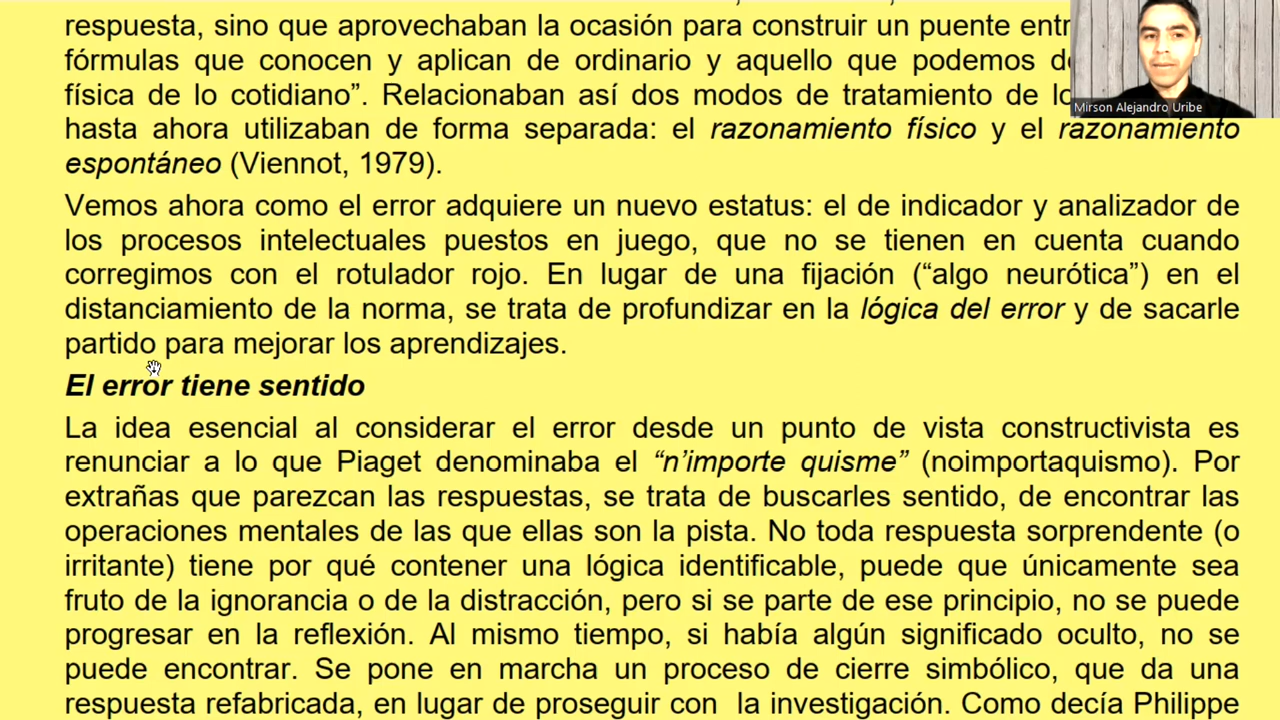 respuesta, sino que aprovechaban la ocasión para construir un puente
fórmulas que conocen y aplican de ordinario y aquello que podemos
física de lo cotidiano”. Relacionaban así dos modos de tratamiento de
Mirson Alejandro Uribe
hasta ahora utilizaban de forma separada: el razonamiento físico y el razonamiento
espontáneo (Viennot, 1979).
Vemos ahora como el error adquiere un nuevo estatus: el de indicador y analizador de
los procesos intelectuales puestos en juego, que no se tienen en cuenta cuando
corregimos con el rotulador rojo. En lugar de una fijación (“algo neurótica”) en el
distanciamiento de la norma, se trata de profundizar en la lógica del error y de sacarle
partido para mejorar los aprendizajes.
El error tiene sentido
La idea esencial al considerar el error desde un punto de vista constructivista es
renunciar a lo que Piaget denominaba el “n’importe quisme” (noimportaquismo). Por
extrañas que parezcan las respuestas, se trata de buscarles sentido, de encontrar las
operaciones mentales de las que ellas son la pista. No toda respuesta sorprendente (o
irritante) tiene por qué contener una lógica identificable, puede que únicamente sea
fruto de la ignorancia o de la distracción, pero si se parte de ese principio, no se puede
progresar en la reflexión. Al mismo tiempo, si había algún significado oculto, no se
puede encontrar. Se pone en marcha un proceso de cierre simbólico, que da una
respuesta refabricada, en lugar de proseguir con la investigación. Como decía Philippe